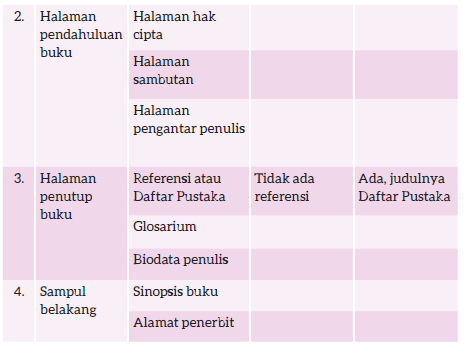 2. Halaman pendahuluan buku
Halaman hak cipta
Halaman sambutan
Halaman pengantar penulis
3. Halaman penutup buku
Referensi atau Daftar Pustaka
Tidak ada referensi
Ada, judulnya Daftar Pustaka
Glosarium
Biodata penulis
4. Sampul belakang
Sinopsis buku
Alamat penerbit